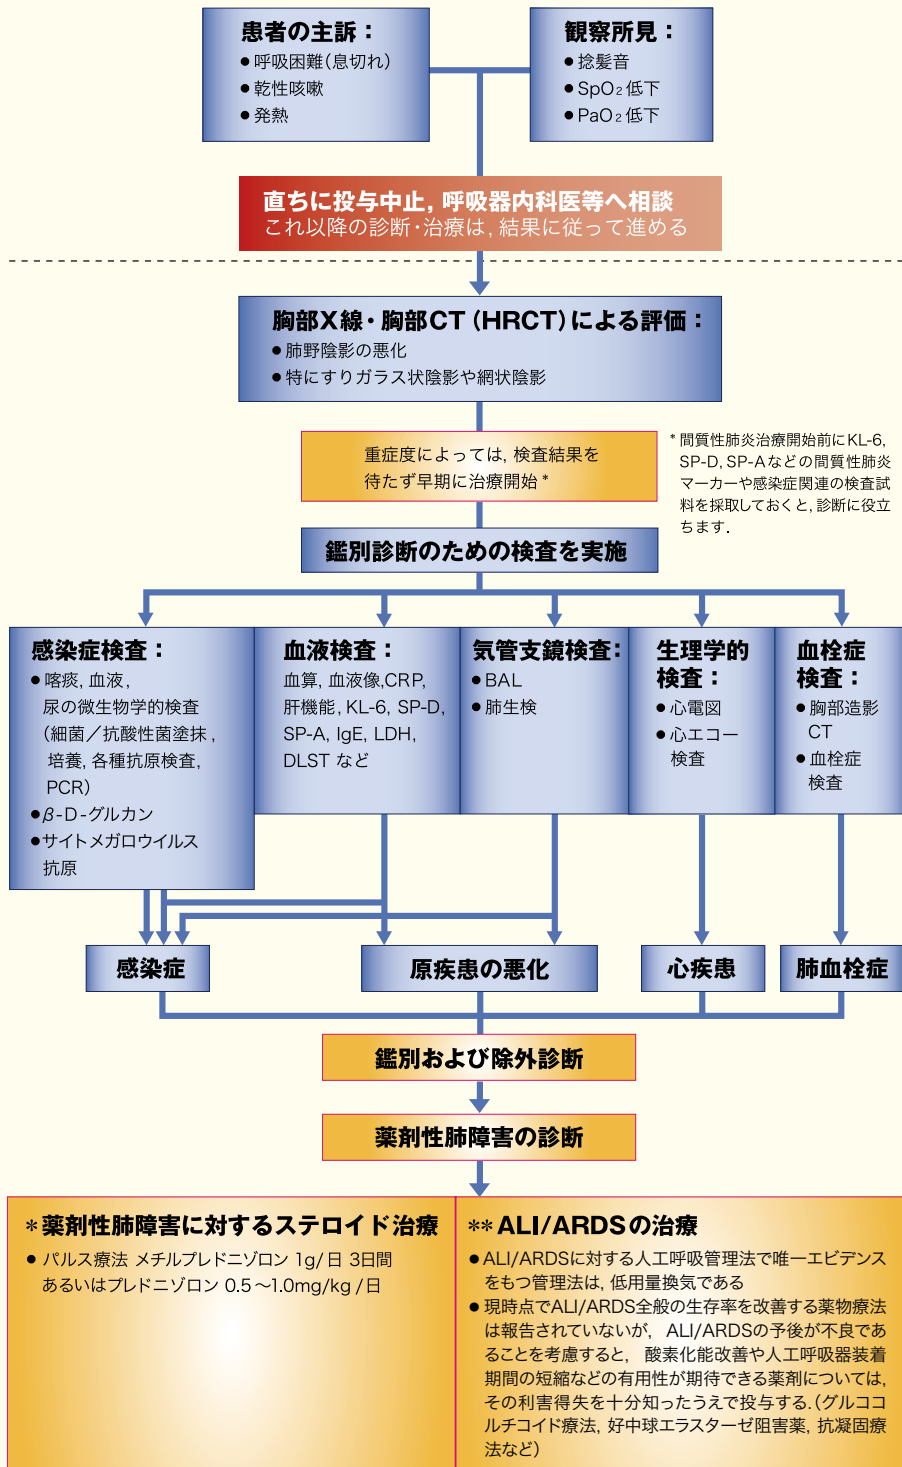 患者の主訴：
●呼吸困難（息切れ）
●乾性咳嗽
●発熱
観察所見：
●捻髪音
●SpO₂低下
●PaO₂低下
直ちに投与中止，呼吸器内科医等へ相談
これ以降の診断・治療は，結果に従って進める
胸部X線・胸部CT（HRCT）による評価：
●肺野陰影の悪化
●特にすりガラス状陰影や網状陰影
重症度によっては，検査結果を
待たず早期に治療開始*
*間質性肺炎治療開始前にKL-6，
SP-D，SP-Aなどの間質性肺炎
マーカーや感染症関連の検査試
料を採取しておくと，診断に役立
ちます．
鑑別診断のための検査を実施
感染症検査：
●喀痰，血液，
尿の微生物学的検査
（細菌／抗酸性菌塗抹，
培養，各種抗原検査，
PCR）
●β-D-グルカン
●サイトメガロウイルス
抗原
血液検査：
血算，血液像，CRP，
肝機能，KL-6，SP-D，
SP-A，IgE，LDH，
DLST など
気管支鏡検査：
●BAL
●肺生検
生理学的
検査：
●心電図
●心エコー
検査
血栓症
検査：
●胸部造影
CT
●血栓症
検査
感染症
原疾患の悪化
心疾患
肺血栓症
鑑別および除外診断
薬剤性肺障害の診断
*薬剤性肺障害に対するステロイド治療
●パルス療法 メチルプレドニゾロン 1g/日 3日間
あるいはプレドニゾロン 0.5〜1.0mg/kg/日
**ALI/ARDSの治療
●ALI/ARDSに対する人工呼吸管理法で唯一エビデンス
をもつ管理法は，低用量換気である
●現時点でALI/ARDS全般の生存率を改善する薬物療法
は報告されていないが，ALI/ARDSの予後が不良であ
ることを考慮すると，酸素化能改善や人工呼吸器装着
期間の短縮などの有用性が期待できる薬剤については，
その利害得失を十分知ったうえで投与する．（グルココ
ルチコイド療法，好中球エラスターゼ阻害薬，抗凝固療
法など）